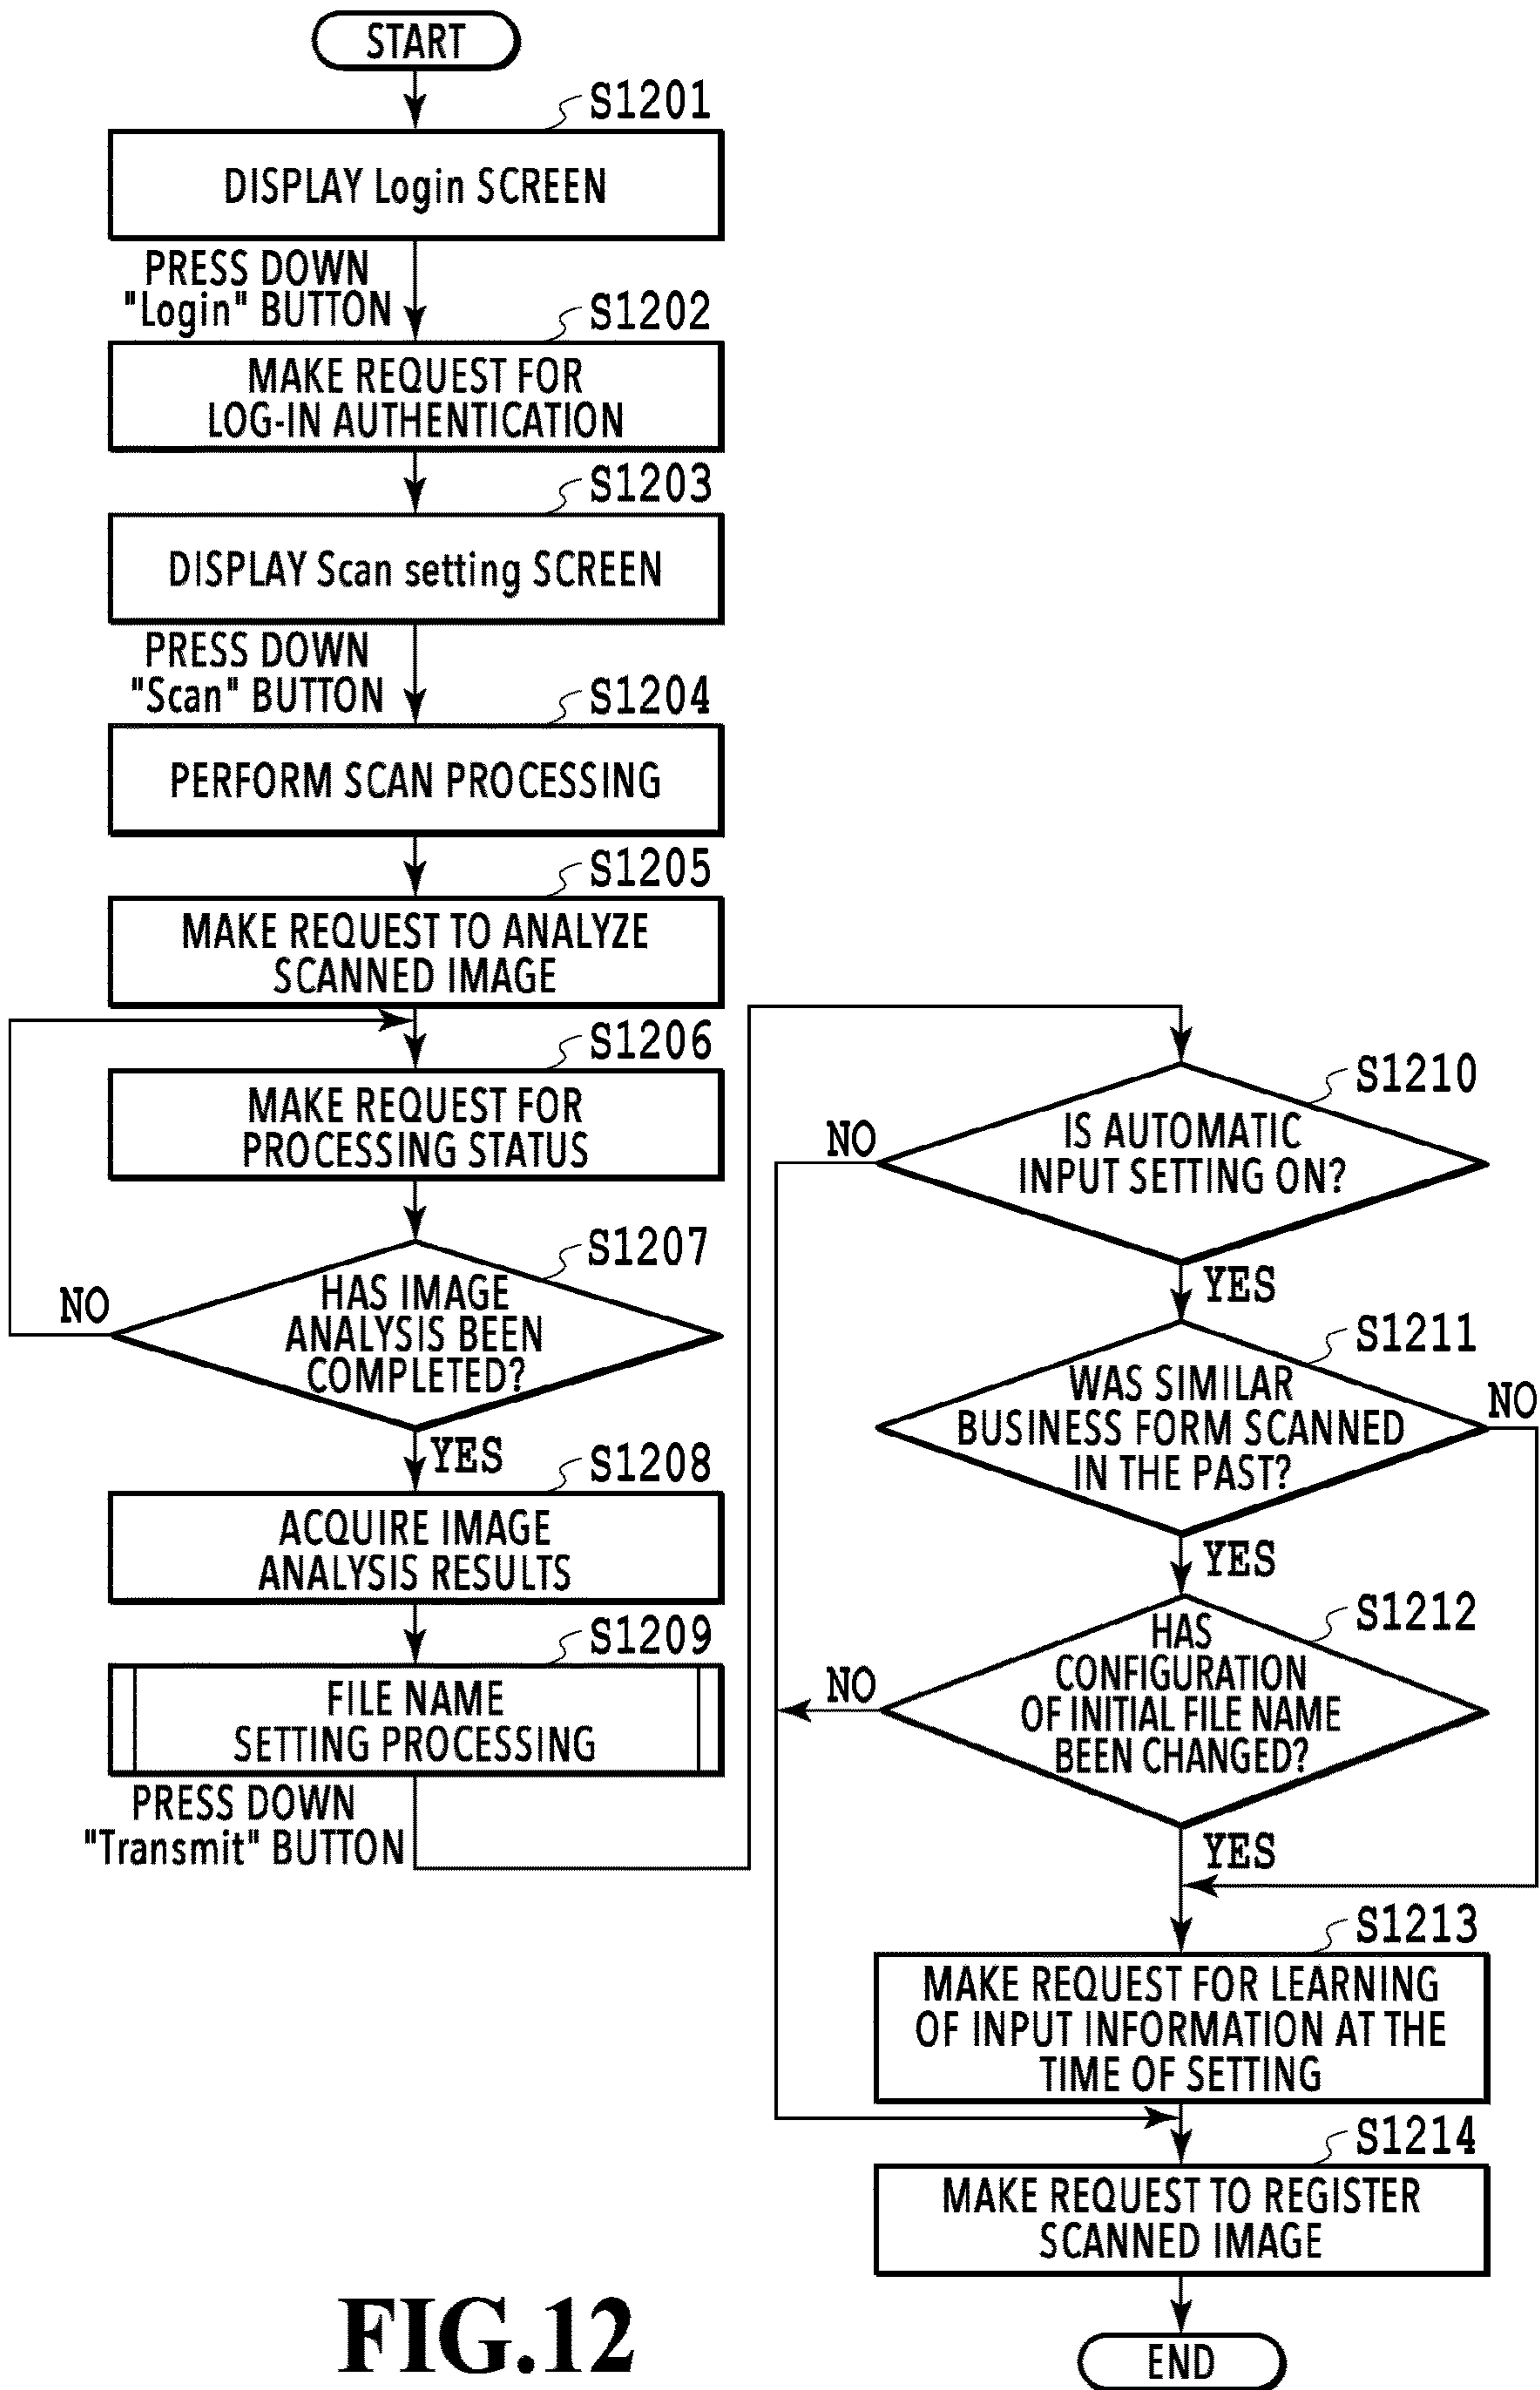 START
S1201
DISPLAY Login SCREEN
PRESS DOWN
"Login" BUTTON
S1202
MAKE REQUEST FOR
LOG-IN AUTHENTICATION
S1203
DISPLAY Scan setting SCREEN
PRESS DOWN
"Scan" BUTTON
S1204
PERFORM SCAN PROCESSING
S1205
MAKE REQUEST TO ANALYZE
SCANNED IMAGE
S1206
MAKE REQUEST FOR
PROCESSING STATUS
S1207
HAS IMAGE
ANALYSIS BEEN
COMPLETED?
NO
YES
S1208
ACQUIRE IMAGE
ANALYSIS RESULTS
S1209
FILE NAME
SETTING PROCESSING
PRESS DOWN
"Transmit" BUTTON
S1210
IS AUTOMATIC
INPUT SETTING ON?
NO
YES
S1211
WAS SIMILAR
BUSINESS FORM SCANNED
IN THE PAST?
NO
YES
S1212
HAS
CONFIGURATION
OF INITIAL FILE NAME
BEEN CHANGED?
NO
YES
S1213
MAKE REQUEST FOR LEARNING
OF INPUT INFORMATION AT THE
TIME OF SETTING
S1214
MAKE REQUEST TO REGISTER
SCANNED IMAGE
END
FIG.12